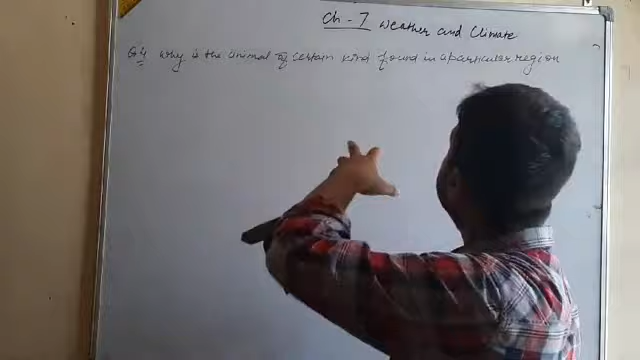 Ch - 7 Weather and Climate
Q4 Why is the animal of certain kind found in a particular region